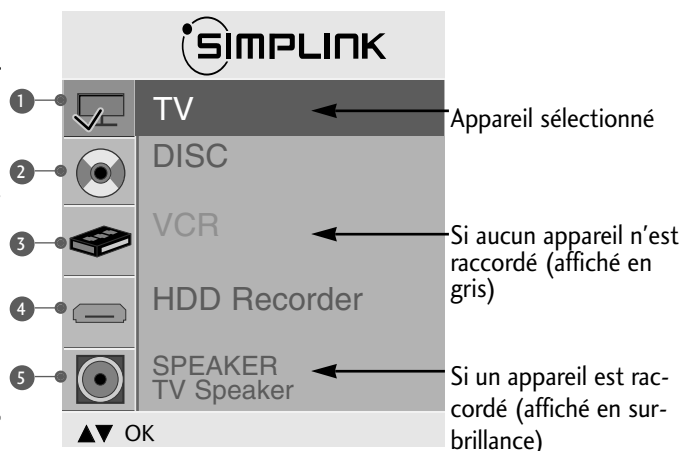 SIMPLINK
1 TV
Appareil sélectionné
2 DISC
3 VCR
Si aucun appareil n'est
raccordé (affiché en
gris)
4 HDD Recorder
5 SPEAKER
TV Speaker
Si un appareil est rac-
cordé (affiché en sur-
brillance)
▲▼ OK